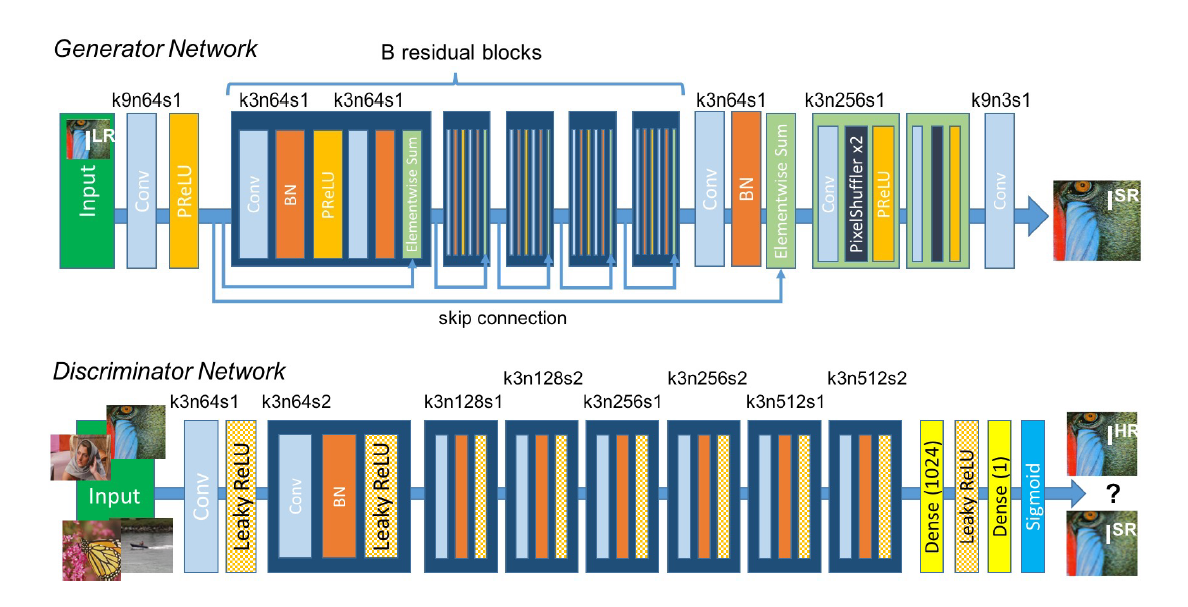 Generator Network
B residual blocks
k9n64s1
k3n64s1
k3n64s1
k3n64s1
k3n256s1
k9n3s1
I^LR
Input
Conv
PReLU
Conv
BN
PReLU
Elementwise Sum
Conv
BN
Elementwise Sum
Conv
PixelShuffler x2
PReLU
Conv
I^SR
skip connection
Discriminator Network
k3n64s1
k3n64s2
k3n128s1
k3n128s2
k3n256s1
k3n256s2
k3n512s1
k3n512s2
Input
Conv
Leaky ReLU
Conv
BN
Leaky ReLU
Dense (1024)
Leaky ReLU
Dense (1)
Sigmoid
I^HR
?
I^SR